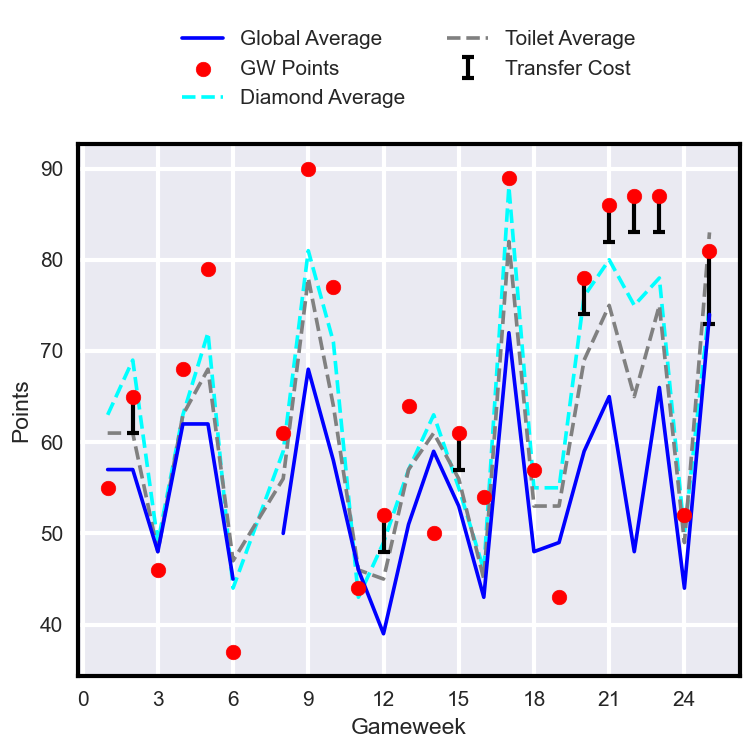 Global Average
GW Points
Diamond Average
Toilet Average
Transfer Cost
90
80
70
60
50
40
Points
0 3 6 9 12 15 18 21 24
Gameweek